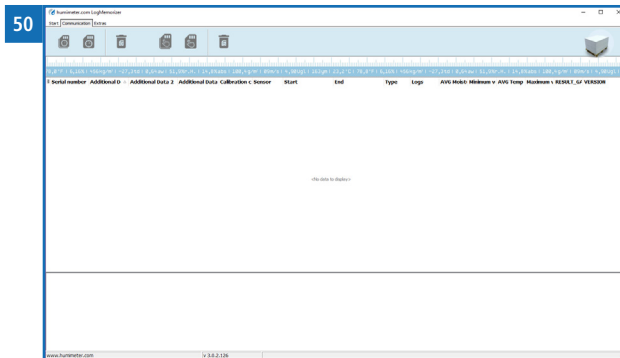 50
humimeter.com LogMemorizer
Start Communication Extras
Serial number Additional D Additional Data 2 Additional Data Calibration c Sensor Start End Type Logs AVG Moist Minimum v AVG Temp Maximum v RESULT_GA VERSION
<No data to display>
www.humimeter.com v 3.0.2.126